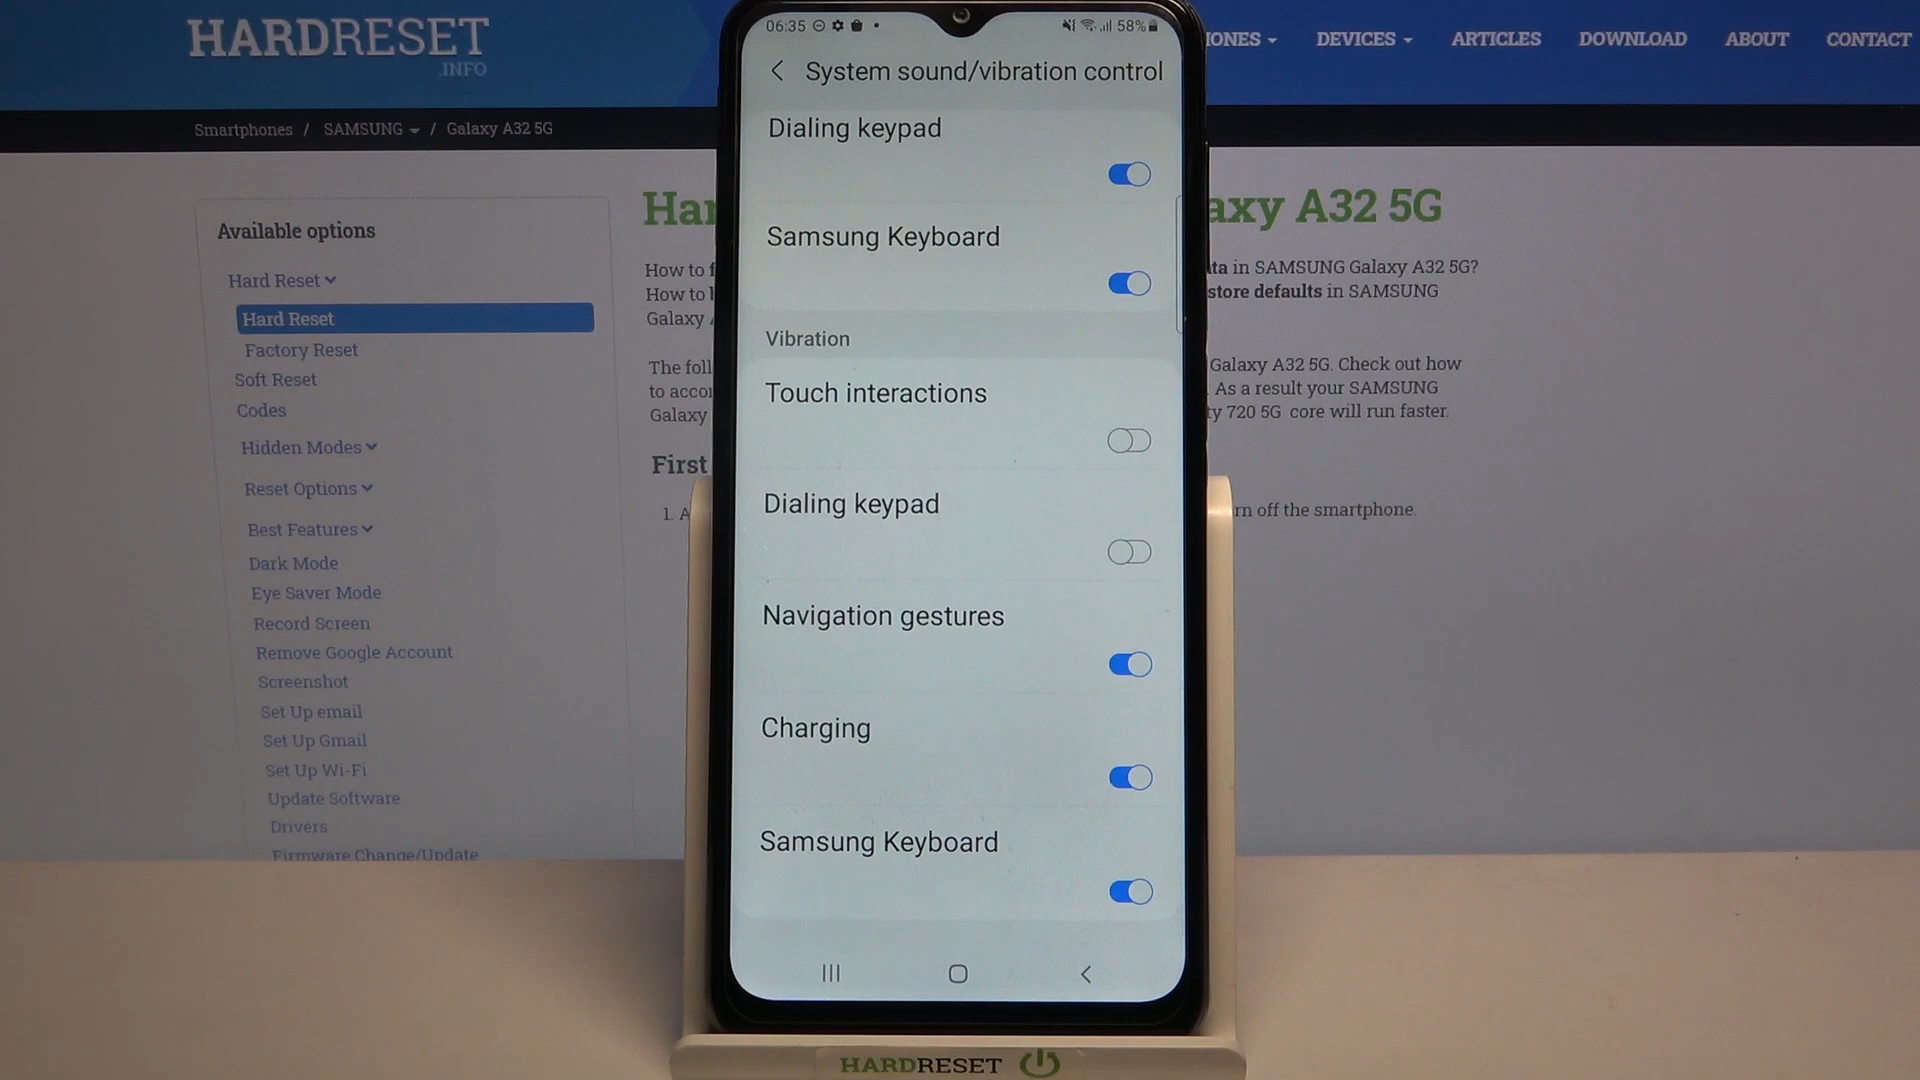 HARDRESET
.INFO
IONES DEVICES ARTICLES DOWNLOAD ABOUT CONTACT
Smartphones / SAMSUNG / Galaxy A32 5G
Available options
Hard Reset
Hard Reset
Factory Reset
Soft Reset
Codes
Hidden Modes
Reset Options
Best Features
Dark Mode
Eye Saver Mode
Record Screen
Remove Google Account
Screenshot
Set Up email
Set Up Gmail
Set Up Wi-Fi
Update Software
Drivers
Firmware Change/Update
Har axy A32 5G
How to f ta in SAMSUNG Galaxy A32 5G?
How to store defaults in SAMSUNG
Galaxy
The foll Galaxy A32 5G. Check out how
to accor . As a result your SAMSUNG
Galaxy ty 720 5G core will run faster.
First
1. A rn off the smartphone.
06:35 58%
System sound/vibration control
Dialing keypad
Samsung Keyboard
Vibration
Touch interactions
Dialing keypad
Navigation gestures
Charging
Samsung Keyboard
HARDRESET